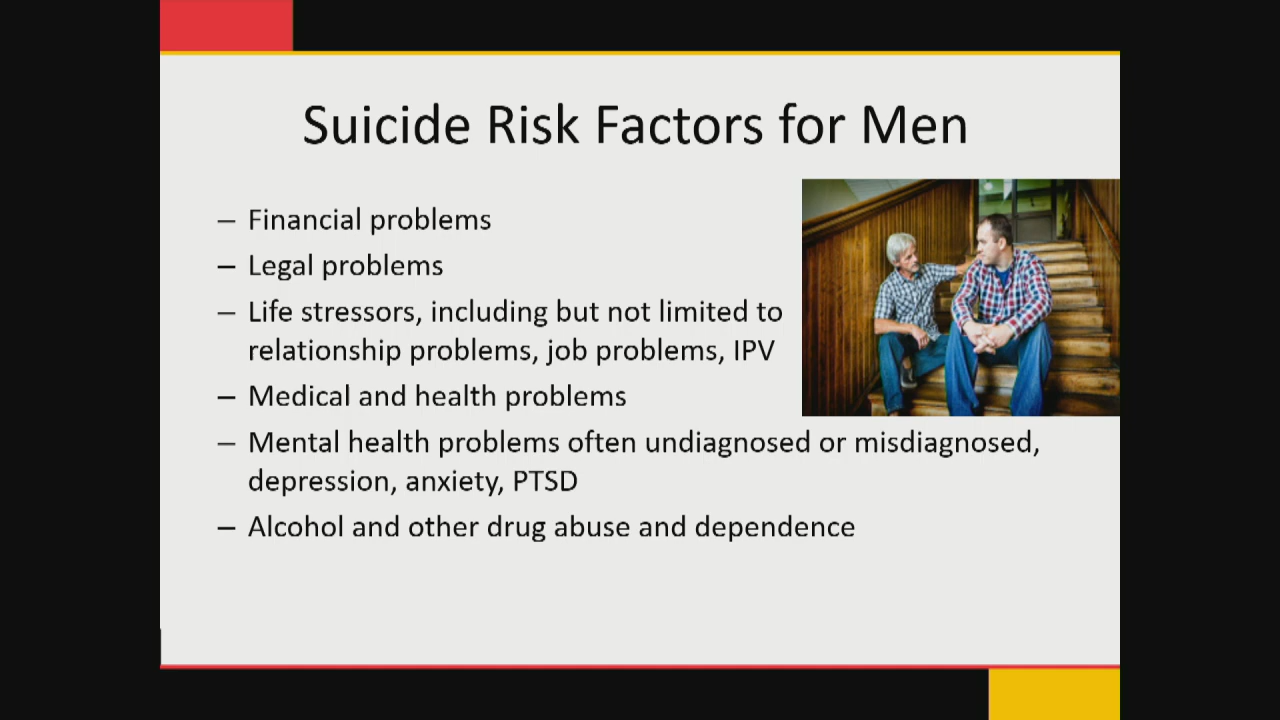 Suicide Risk Factors for Men
– Financial problems
– Legal problems
– Life stressors, including but not limited to
relationship problems, job problems, IPV
– Medical and health problems
– Mental health problems often undiagnosed or misdiagnosed,
depression, anxiety, PTSD
– Alcohol and other drug abuse and dependence